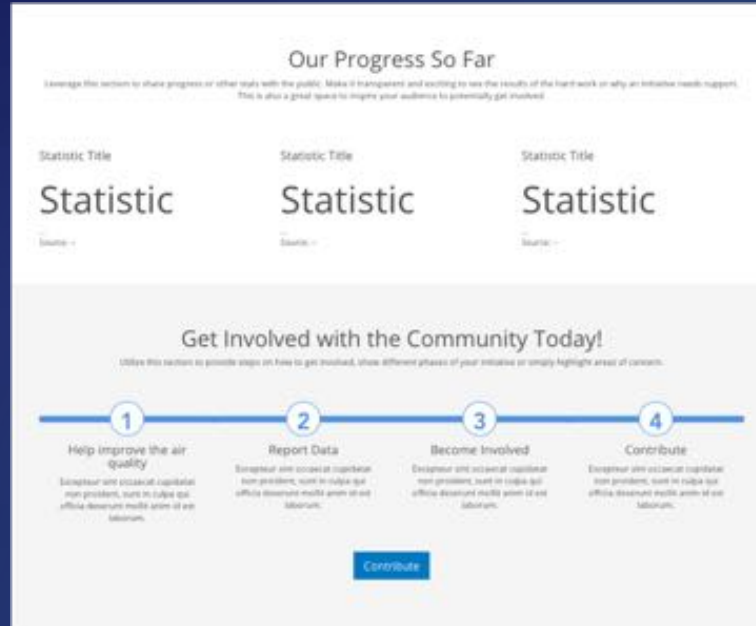 Our Progress So Far
Leverage this section to share progress or other stats with the public. Make it transparent and exciting to see the results of the hard work or why an initiative needs support.
This is also a great space to inspire your audience to potentially get involved.
Statistic Title
Statistic Title
Statistic Title
Statistic
Statistic
Statistic
Source: --
Source: --
Source: --
Get Involved with the Community Today!
Utilize this section to provide steps on how to get involved, show different phases of your initiative or simply highlight areas of concern.
1
2
3
4
Help improve the air
quality
Excepteur sint occaecat cupidatat
non proident, sunt in culpa qui
officia deserunt mollit anim id est
laborum.
Report Data
Excepteur sint occaecat cupidatat
non proident, sunt in culpa qui
officia deserunt mollit anim id est
laborum.
Become Involved
Excepteur sint occaecat cupidatat
non proident, sunt in culpa qui
officia deserunt mollit anim id est
laborum.
Contribute
Excepteur sint occaecat cupidatat
non proident, sunt in culpa qui
officia deserunt mollit anim id est
laborum.
Contribute